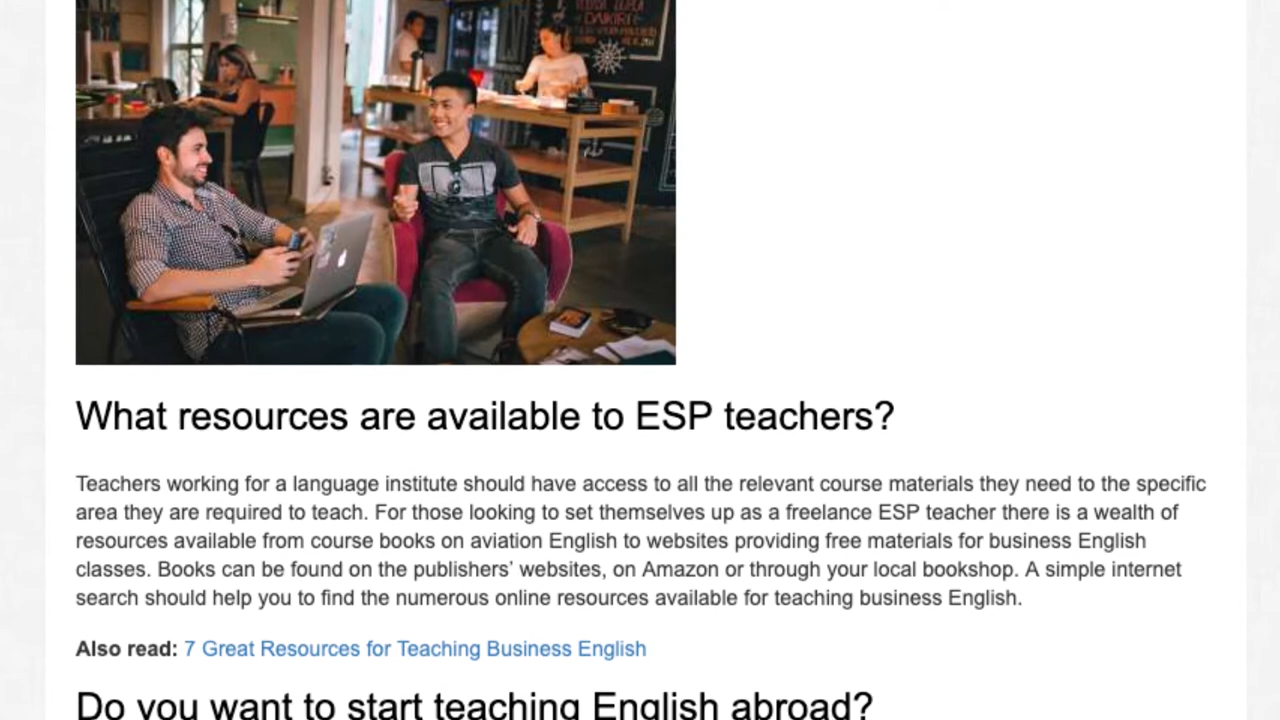 What resources are available to ESP teachers?
Teachers working for a language institute should have access to all the relevant course materials they need to the specific
area they are required to teach. For those looking to set themselves up as a freelance ESP teacher there is a wealth of
resources available from course books on aviation English to websites providing free materials for business English
classes. Books can be found on the publishers’ websites, on Amazon or through your local bookshop. A simple internet
search should help you to find the numerous online resources available for teaching business English.
Also read: 7 Great Resources for Teaching Business English
Do you want to start teaching English abroad?